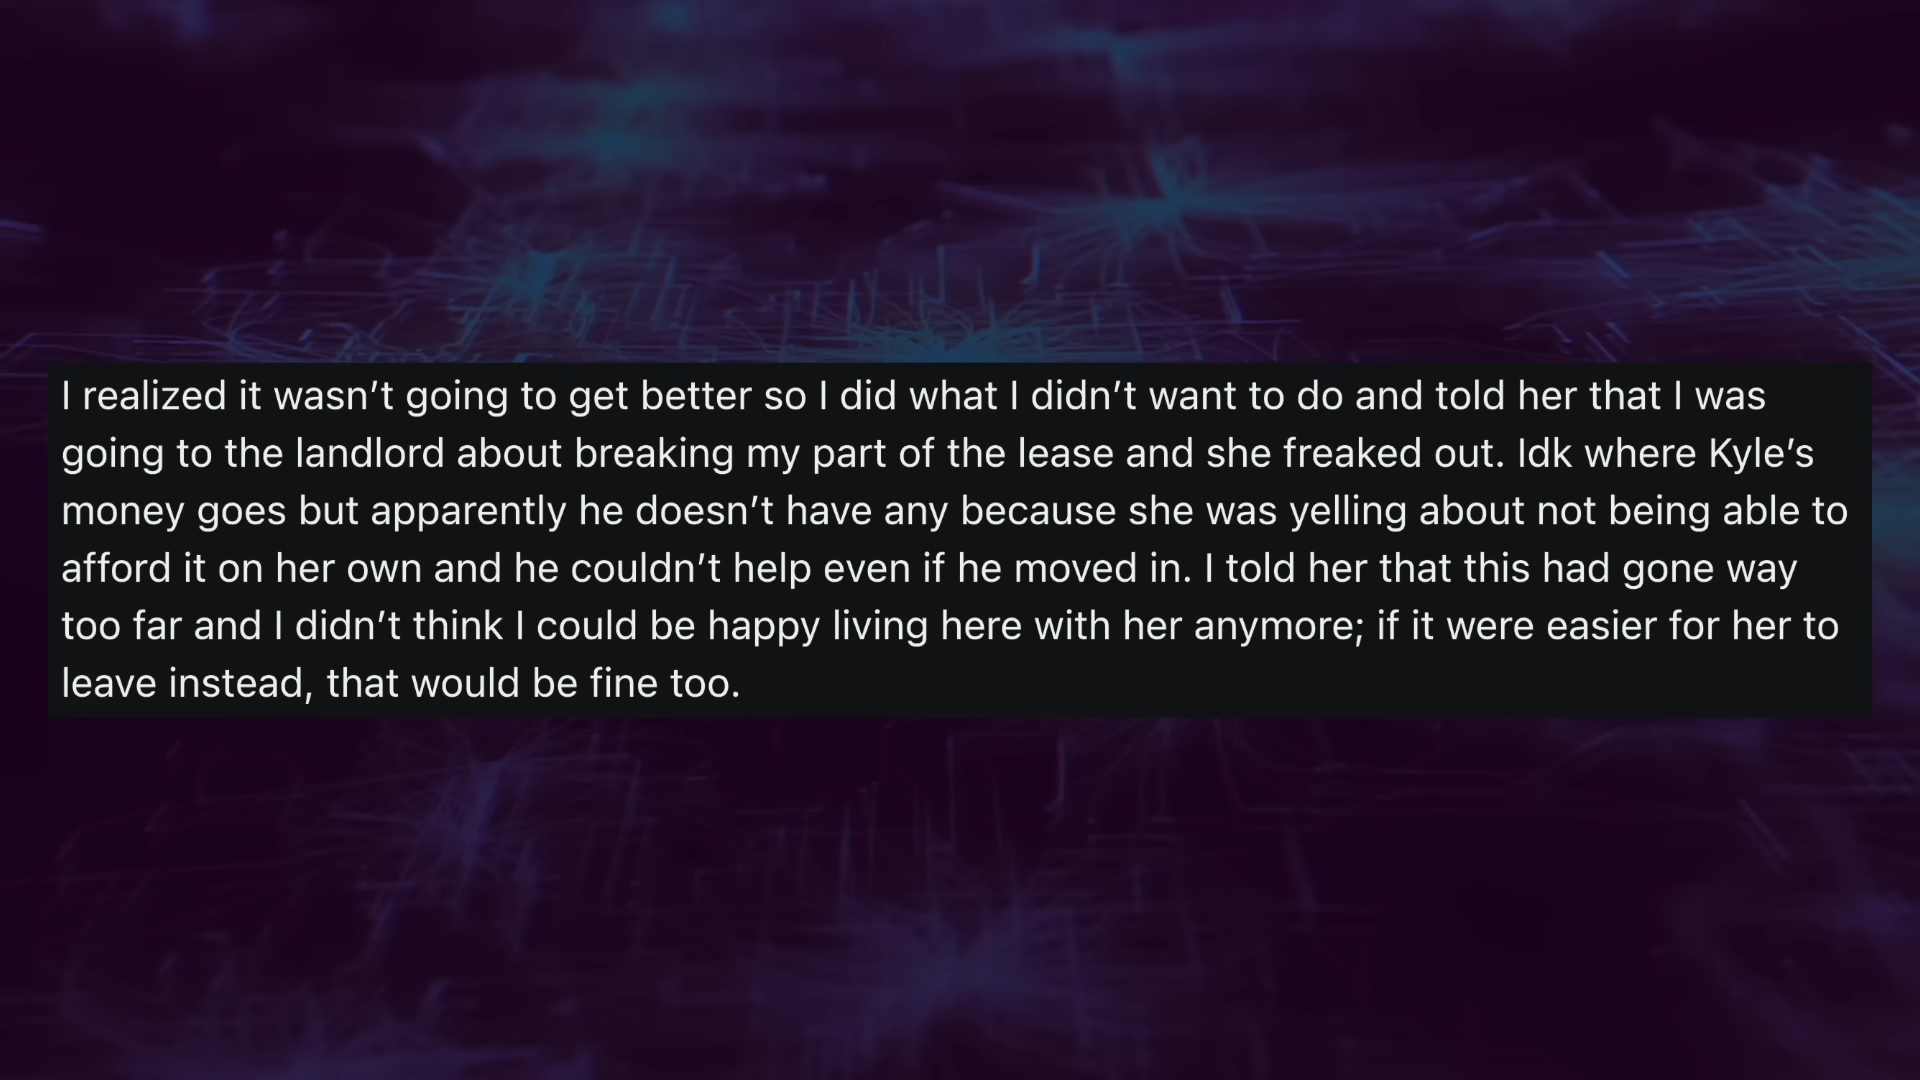 I realized it wasn’t going to get better so I did what I didn’t want to do and told her that I was
going to the landlord about breaking my part of the lease and she freaked out. Idk where Kyle’s
money goes but apparently he doesn’t have any because she was yelling about not being able to
afford it on her own and he couldn’t help even if he moved in. I told her that this had gone way
too far and I didn’t think I could be happy living here with her anymore; if it were easier for her to
leave instead, that would be fine too.